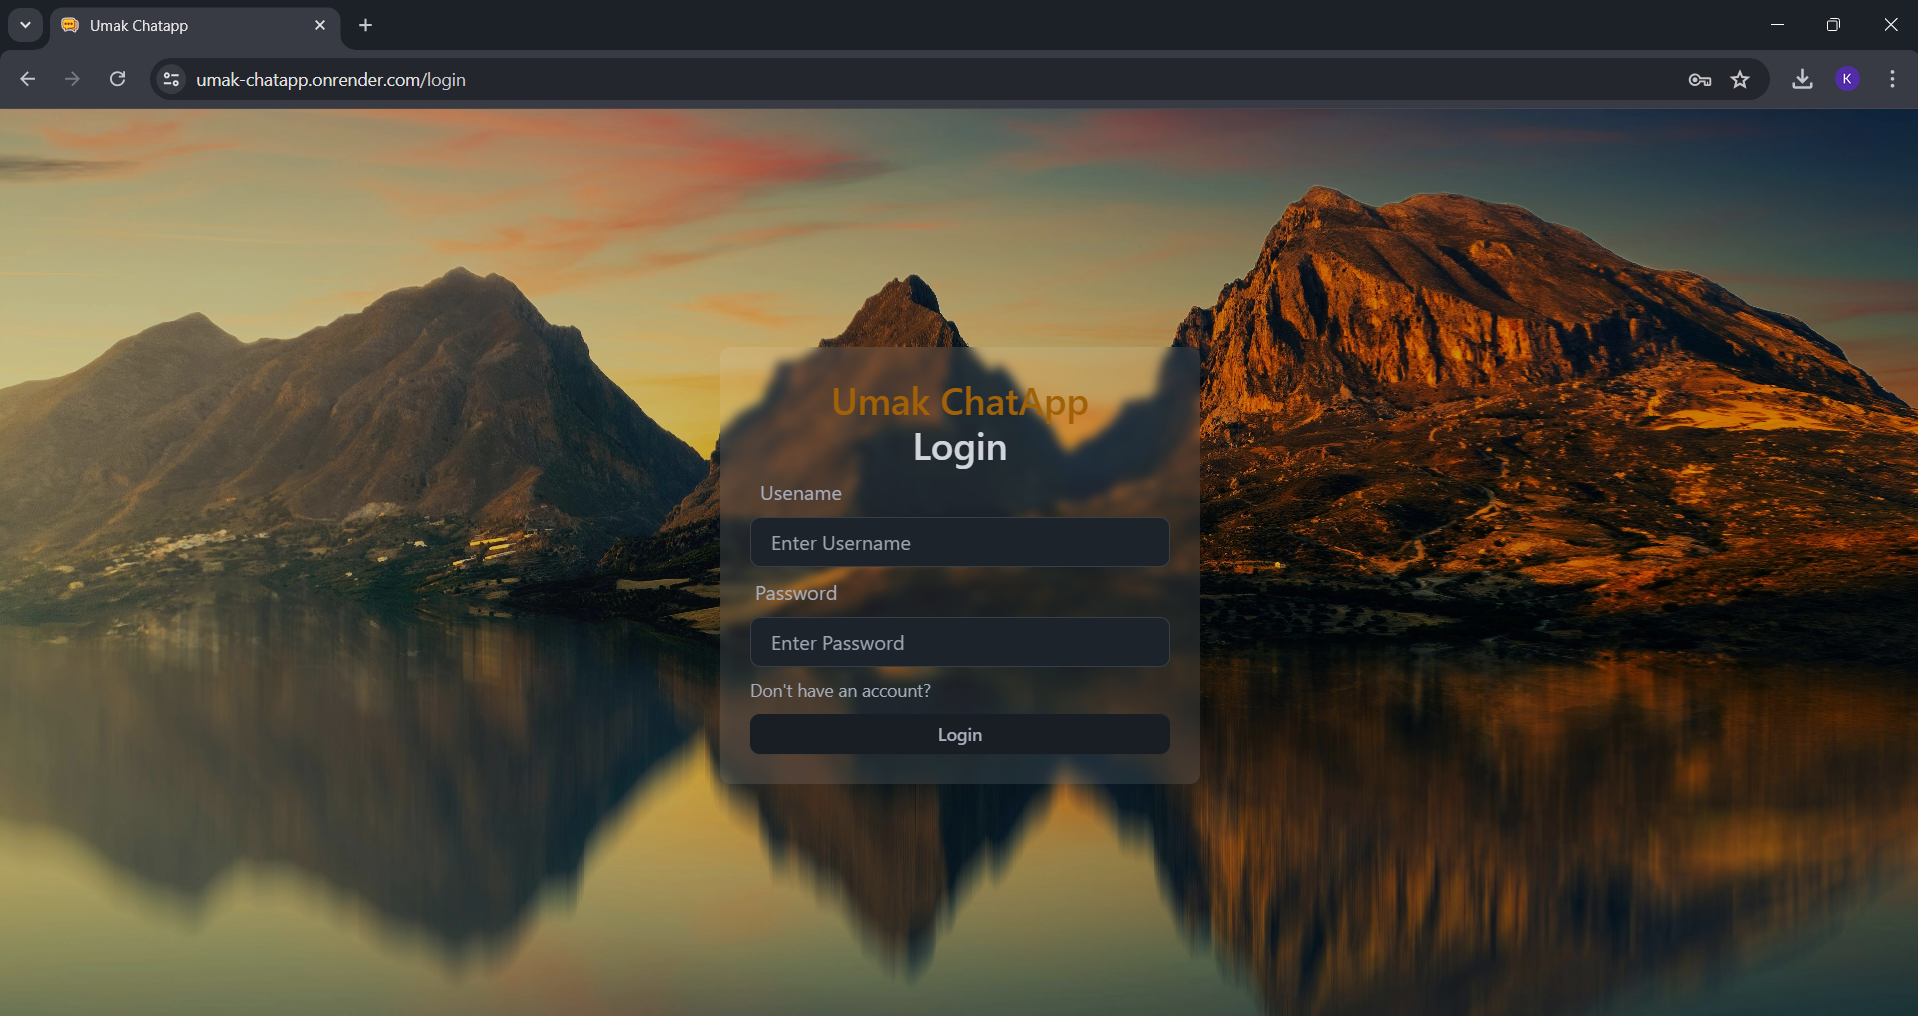 Umak Chatapp
umak-chatapp.onrender.com/login
K
Umak ChatApp
Login
Usename
Enter Username
Password
Enter Password
Don't have an account?
Login